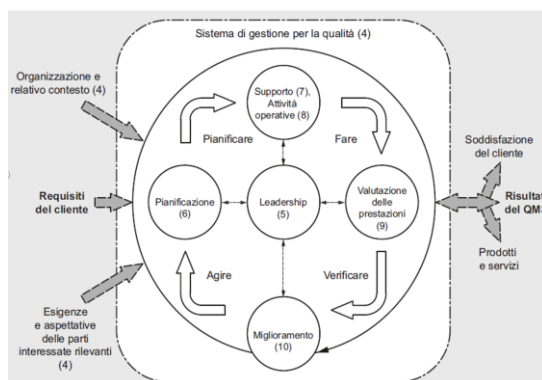 Sistema di gestione per la qualità (4)
Organizzazione e
relativo contesto (4)
Supporto (7),
Attività
operative (8)
Pianificare
Fare
Soddisfazione
del cliente
Requisiti
del cliente
Pianificazione
(6)
Leadership
(5)
Valutazione
delle
prestazioni
(9)
del
Prodotti
e servizi
Agire
Verificare
Esigenze
e aspettative
delle parti
interessate rilevanti
(4)
Miglioramento
(10)